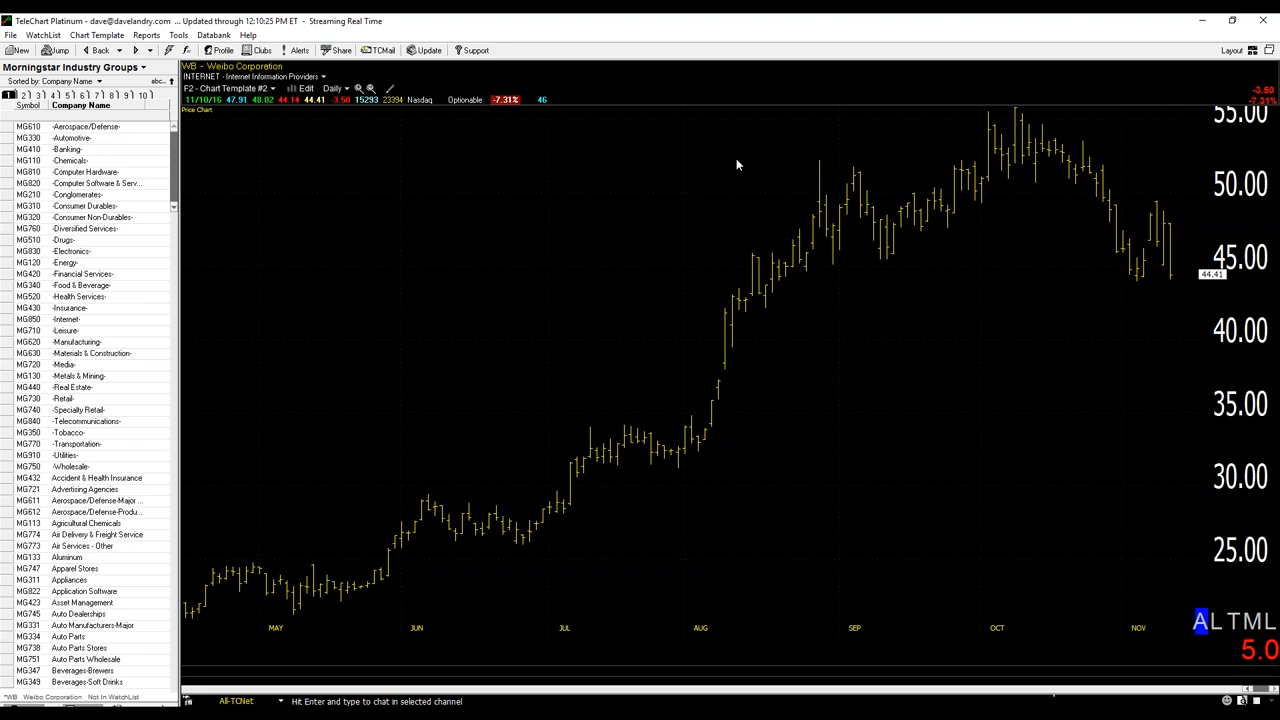 TeleChart Platinum - dave@davelandry.com ... Updated through 12:10:25 PM ET - Streaming Real Time
File WatchList Chart Template Reports Tools Databank Help
New Jump Back Profile Clubs Alerts Share TCMail Update Support Layout
Morningstar Industry Groups
Sorted by: Company Name abc..
1 2 3 4 5 6 7 8 9 10
Symbol Company Name
MG610 -Aerospace/Defense-
MG330 -Automotive-
MG410 -Banking-
MG110 -Chemicals-
MG810 -Computer Hardware-
MG820 -Computer Software & Serv...
MG210 -Conglomerates-
MG310 -Consumer Durables-
MG320 -Consumer Non-Durables-
MG760 -Diversified Services-
MG510 -Drugs-
MG830 -Electronics-
MG120 -Energy-
MG420 -Financial Services-
MG340 -Food & Beverage-
MG520 -Health Services-
MG430 -Insurance-
MG850 -Internet-
MG710 -Leisure-
MG620 -Manufacturing-
MG630 -Materials & Construction-
MG720 -Media-
MG130 -Metals & Mining-
MG440 -Real Estate-
MG730 -Retail-
MG740 -Specialty Retail-
MG840 -Telecommunications-
MG350 -Tobacco-
MG770 -Transportation-
MG910 -Utilities-
MG750 -Wholesale-
MG432 Accident & Health Insurance
MG721 Advertising Agencies
MG611 Aerospace/Defense-Major ...
MG612 Aerospace/Defense-Produ...
MG113 Agricultural Chemicals
MG774 Air Delivery & Freight Service
MG773 Air Services - Other
MG133 Aluminum
MG747 Apparel Stores
MG311 Appliances
MG822 Application Software
MG423 Asset Management
MG745 Auto Dealerships
MG331 Auto Manufacturers-Major
MG334 Auto Parts
MG738 Auto Parts Stores
MG751 Auto Parts Wholesale
MG347 Beverages-Brewers
MG349 Beverages-Soft Drinks
*WB Weibo Corporation Not In WatchList
WB - Weibo Corporation
INTERNET - Internet Information Providers
F2 - Chart Template #2 Edit Daily
11/10/16 47.91 48.02 44.14 44.41 -3.50 15293 23394 Nasdaq Optionable -7.31% 46
-3.50
-7.31%
Price Chart
55.00
50.00
45.00
44.41
40.00
35.00
30.00
25.00
ALTML
MAY JUN JUL AUG SEP OCT NOV
5.0
All-TCNet Hit Enter and type to chat in selected channel